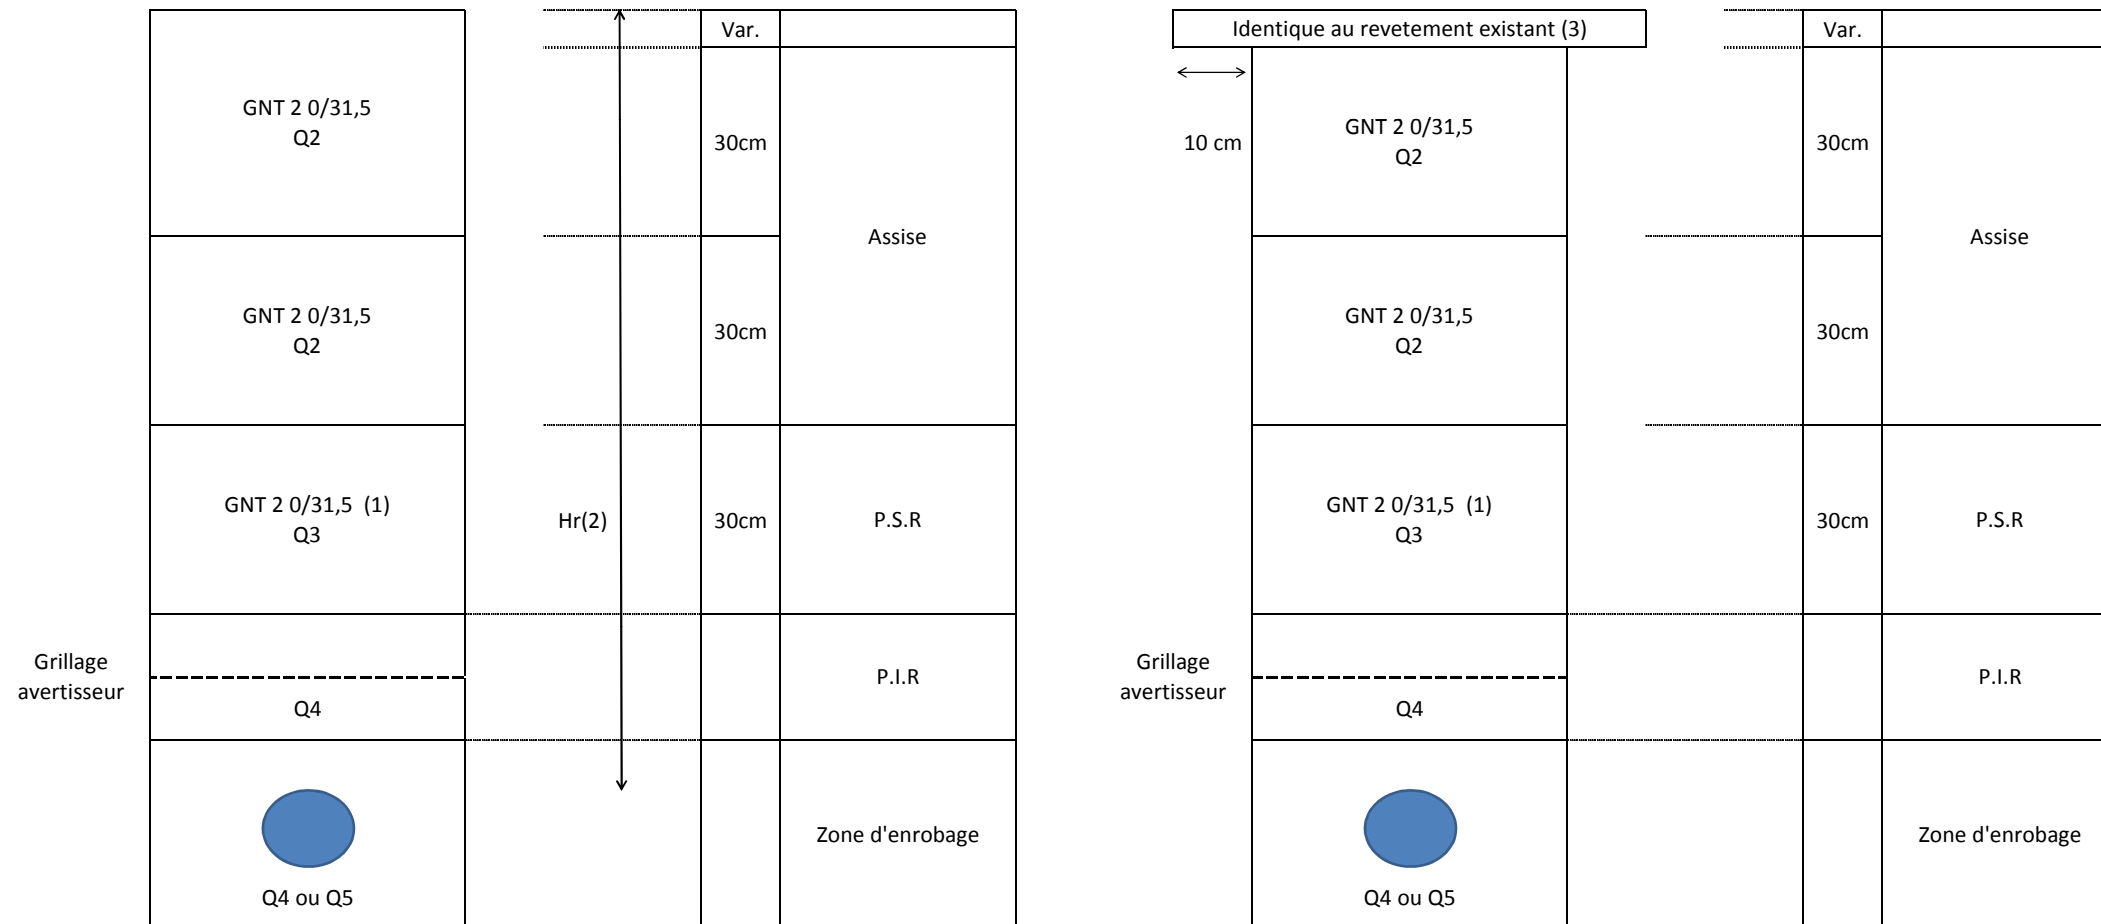 GNT 2 0/31,5
Q2
GNT 2 0/31,5
Q2
GNT 2 0/31,5 (1)
Q3
Grillage
avertisseur
Q4
Q4 ou Q5
Hr(2)
Var.
30cm
Assise
30cm
30cm
P.S.R
P.I.R
Zone d'enrobage
Identique au revetement existant (3)
10 cm
GNT 2 0/31,5
Q2
GNT 2 0/31,5
Q2
GNT 2 0/31,5 (1)
Q3
Grillage
avertisseur
Q4
Q4 ou Q5
Var.
30cm
Assise
30cm
30cm
P.S.R
P.I.R
Zone d'enrobage